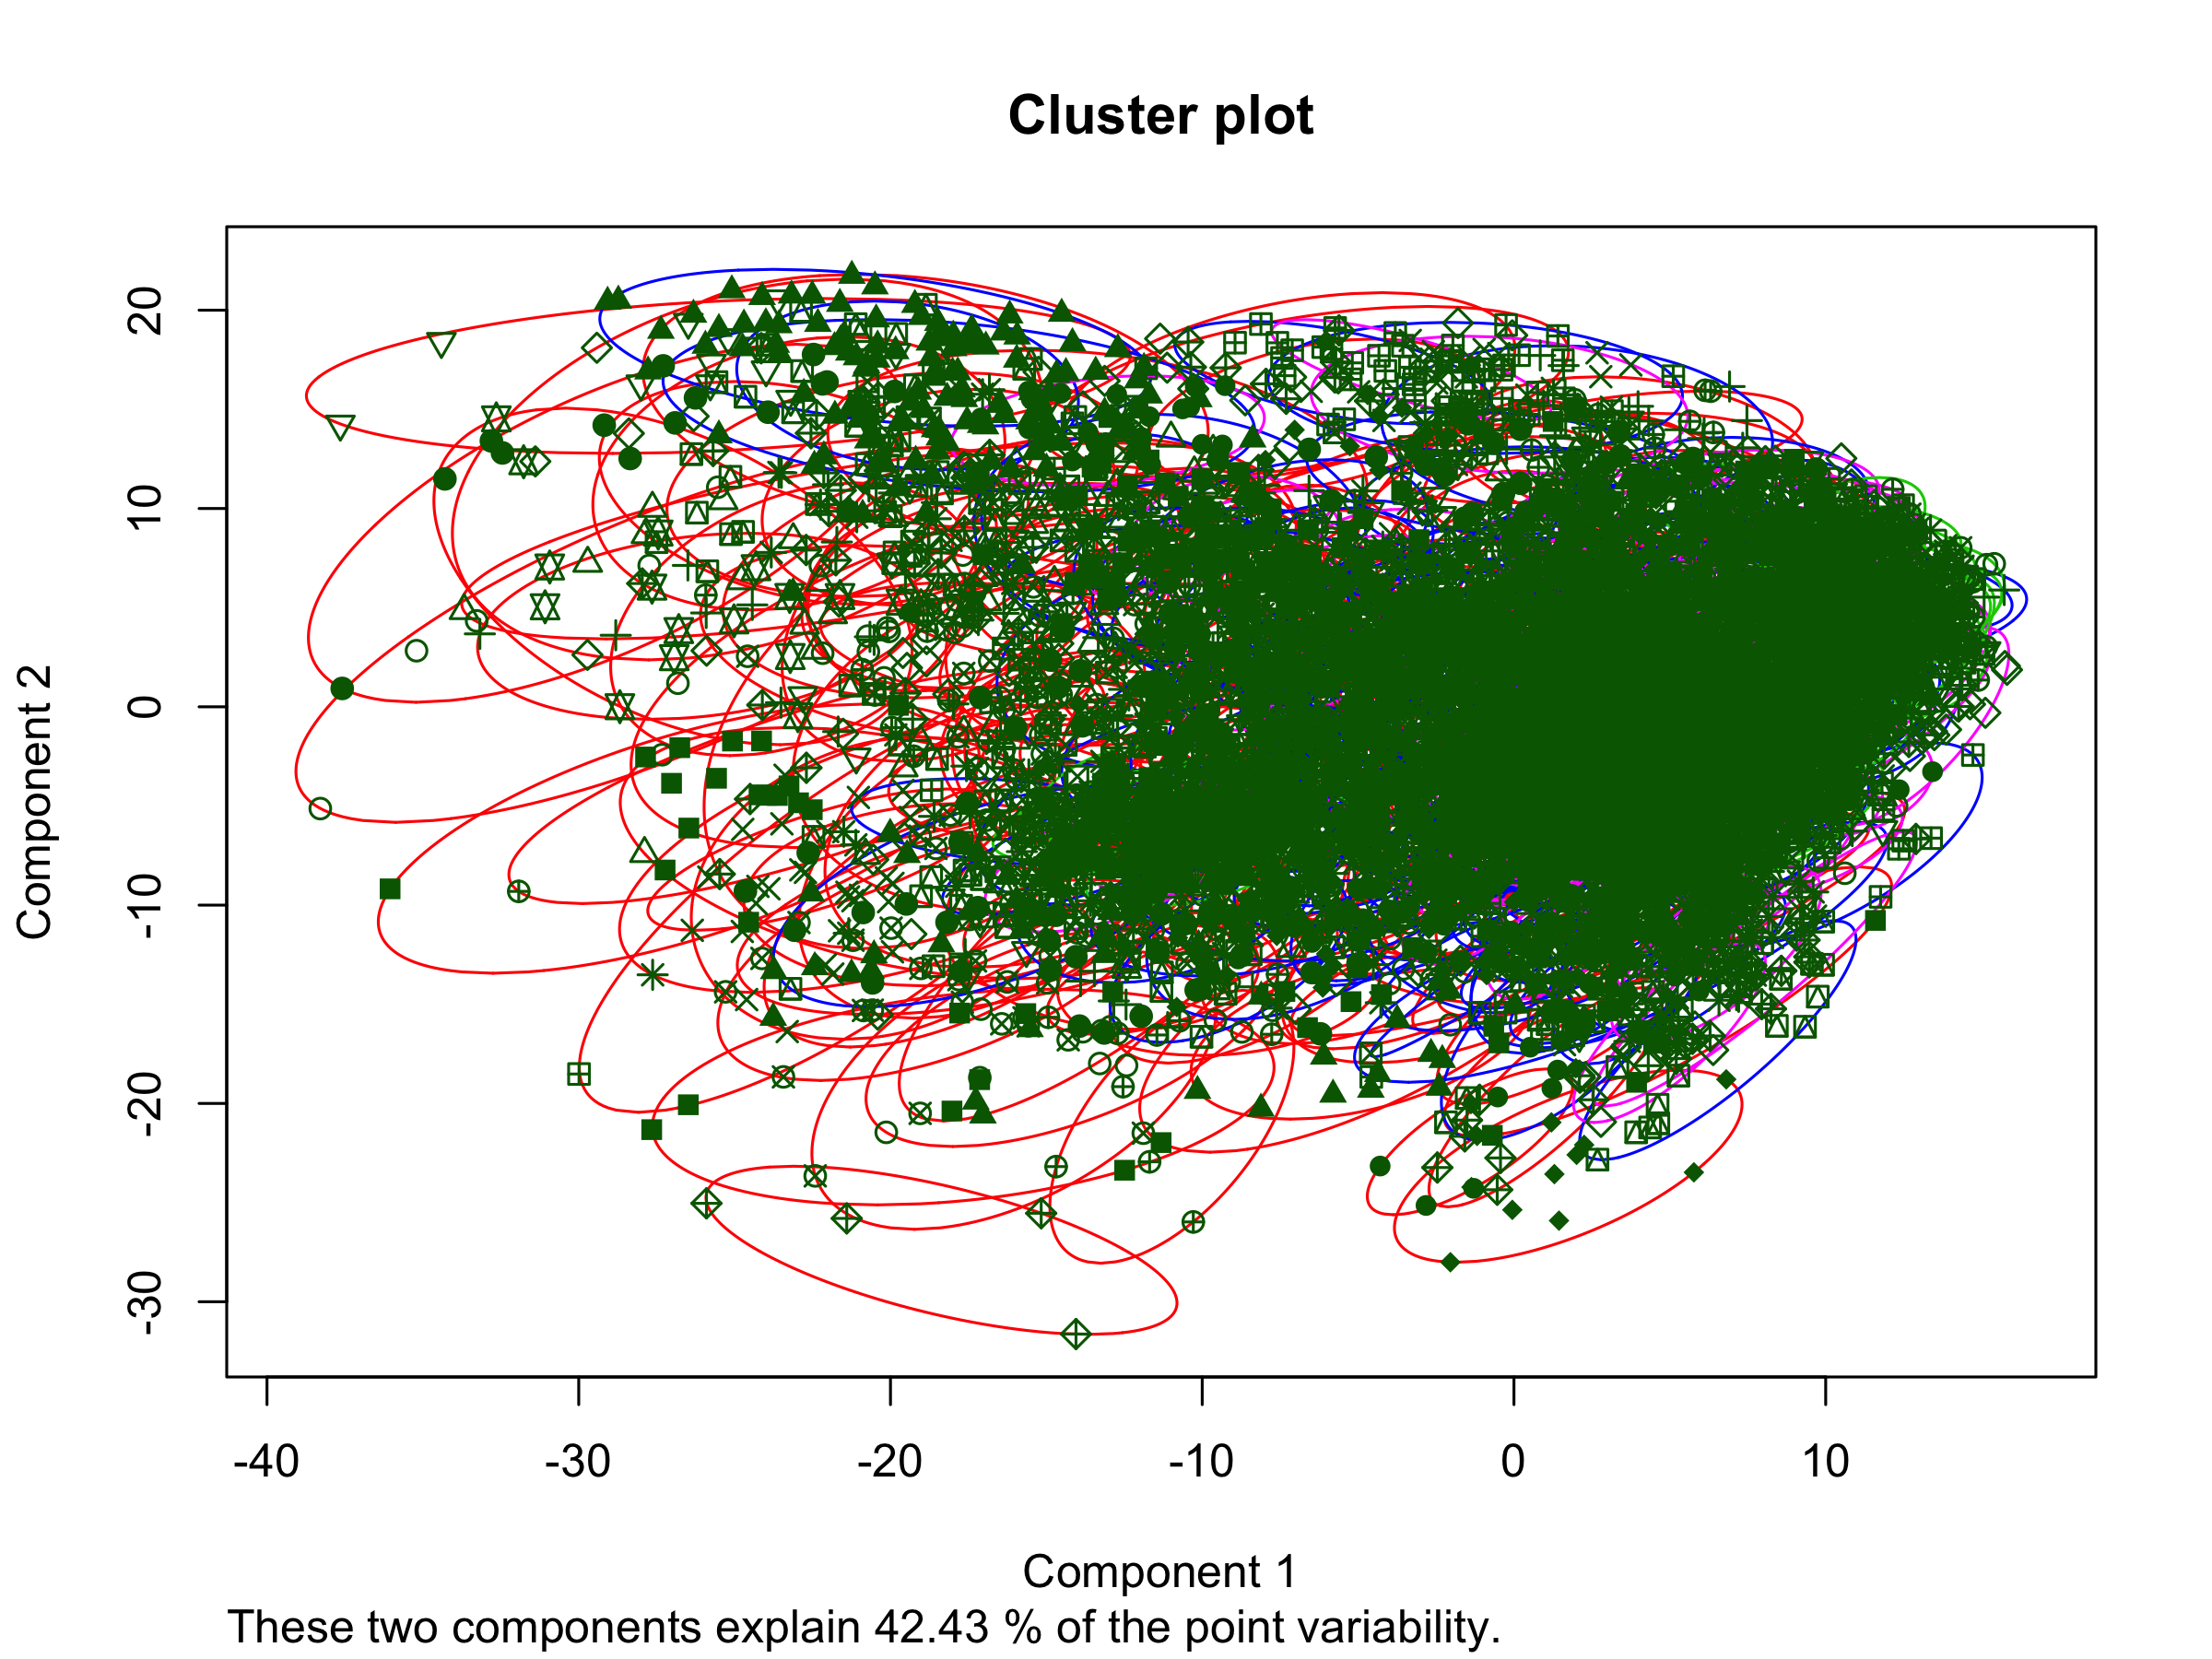 Cluster plot
20
10
0
-10
-20
-30
Component 2
-40 -30 -20 -10 0 10
Component 1
These two components explain 42.43 % of the point variability.